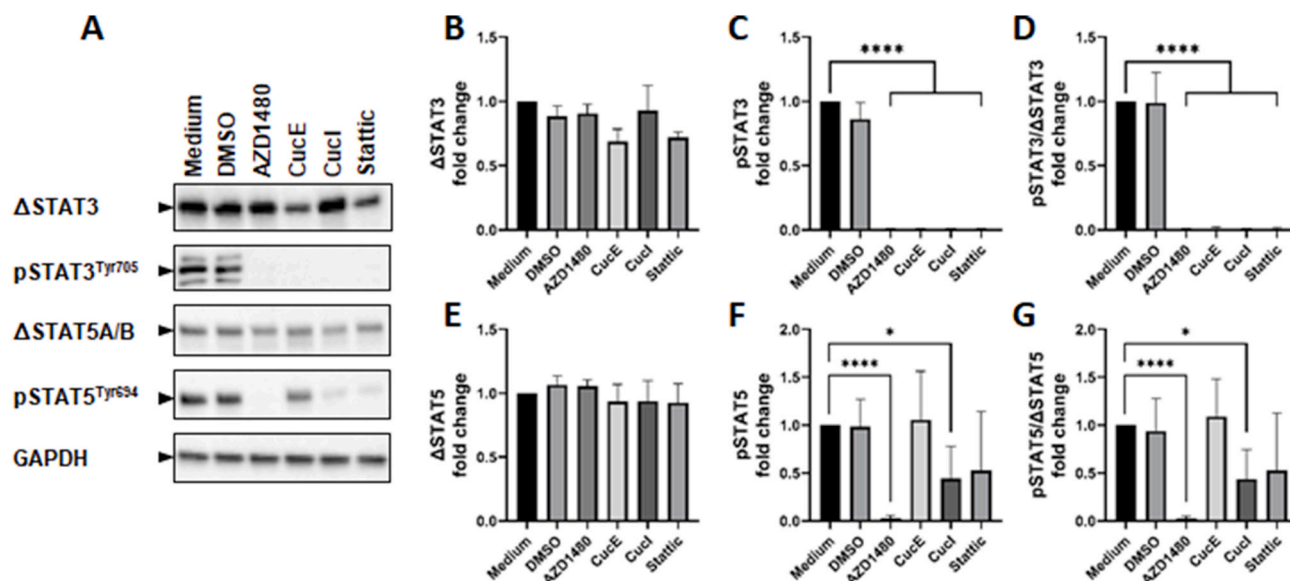 A
Medium
DMSO
AZD1480
CucE
CucI
Stattic
ΔSTAT3
pSTAT3Tyr705
ΔSTAT5A/B
pSTAT5Tyr694
GAPDH
B
ΔSTAT3
fold change
1.5
1.0
0.5
0.0
Medium
DMSO
AZD1480
CucE
CucI
Stattic
C
pSTAT3
fold change
1.5
1.0
0.5
0.0
****
Medium
DMSO
AZD1480
CucE
CucI
Stattic
D
pSTAT3/ΔSTAT3
fold change
1.5
1.0
0.5
0.0
****
Medium
DMSO
AZD1480
CucE
CucI
Stattic
E
ΔSTAT5
fold change
1.5
1.0
0.5
0.0
Medium
DMSO
AZD1480
CucE
CucI
Stattic
F
pSTAT5
fold change
2.0
1.5
1.0
0.5
0.0
*
****
Medium
DMSO
AZD1480
CucE
CucI
Stattic
G
pSTAT5/ΔSTAT5
fold change
2.0
1.5
1.0
0.5
0.0
*
****
Medium
DMSO
AZD1480
CucE
CucI
Stattic